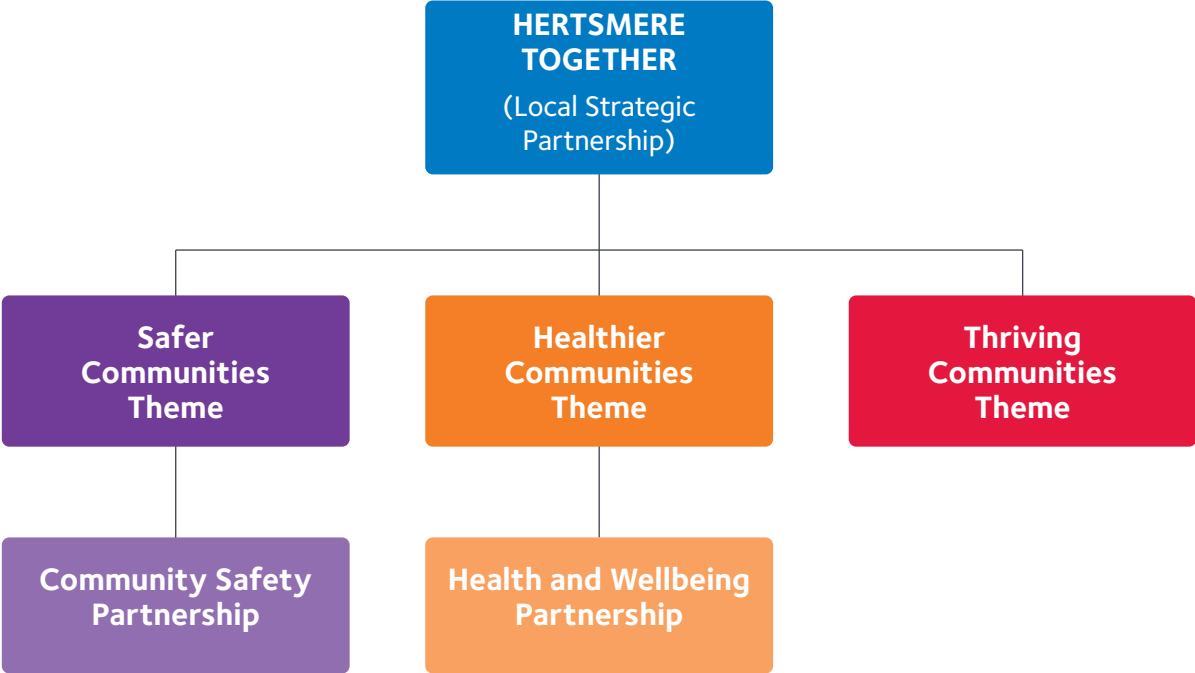 HERTSMERE
TOGETHER
(Local Strategic
Partnership)
Safer
Communities
Theme
Healthier
Communities
Theme
Thriving
Communities
Theme
Community Safety
Partnership
Health and Wellbeing
Partnership